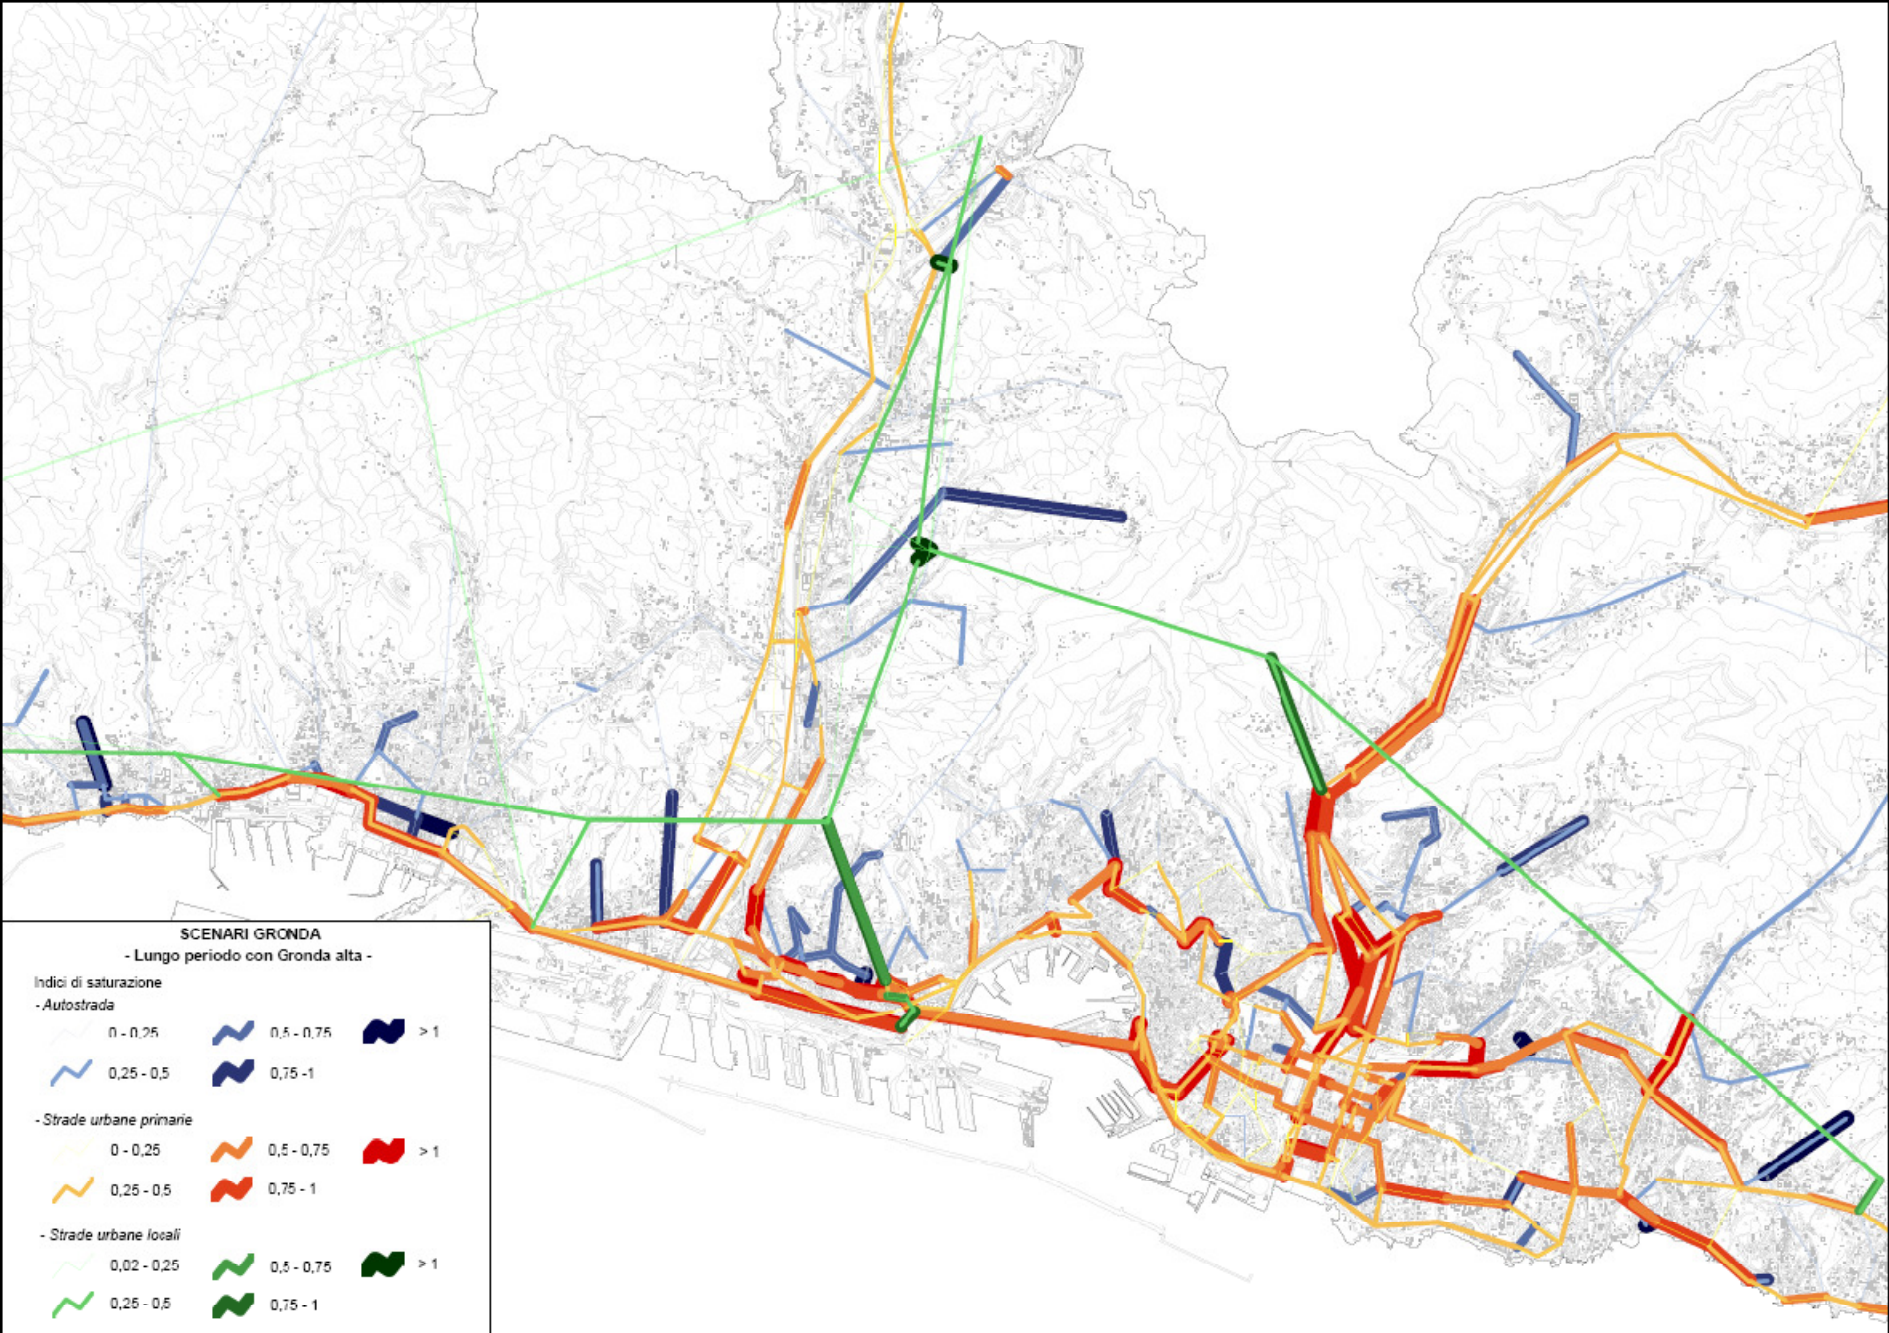 SCENARI GRONDA
- Lungo periodo con Gronda alta -
Indici di saturazione
- Autostrada
0 - 0,25 0,5 - 0,75 > 1
0,25 - 0,5 0,75 -1
- Strade urbane primarie
0 - 0,25 0,5 - 0,75 > 1
0,25 - 0,5 0,75 - 1
- Strade urbane locali
0,02 - 0,25 0,5 - 0,75 > 1
0,25 - 0,5 0,75 - 1